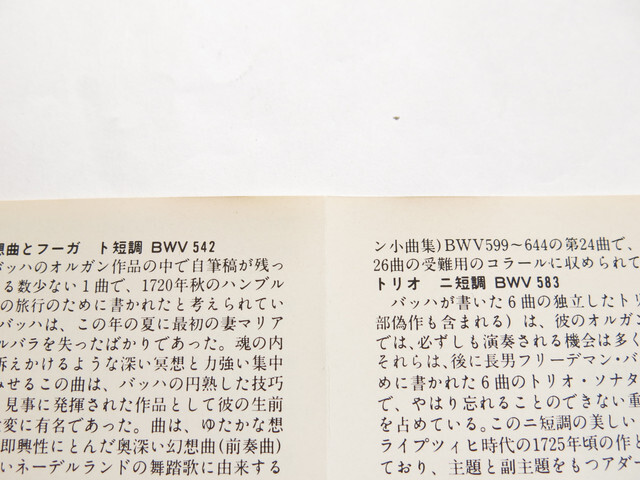 想曲とフーガ ト短調 BWV 542
バッハのオルガン作品の中で自筆稿が残っ
る数少ない1曲で、1720年秋のハンブル
の旅行のために書かれたと考えられてい
バッハは、この年の夏に最初の妻マリア
ルバラを失ったばかりであった。魂の内
訴えかけるような深い冥想と力強い集中
みせるこの曲は、バッハの円熟した技巧
見事に発揮された作品として彼の生前
変に有名であった。曲は、ゆたかな想
即興性にとんだ奥深い幻想曲(前奏曲)
いネーデルランドの舞踏歌に由来する
ン小曲集)BWV599〜644の第24曲で、
26曲の受難用のコラールに収められて
トリオ ニ短調 BWV 583
バッハが書いた6曲の独立したトリ
部偽作も含まれる) は、彼のオルガン
では、必ずしも演奏される機会は多く
それらは、後に長男フリーデマン・バ
めに書かれた6曲のトリオ・ソナタ
で、やはり忘れることのできない重
を占めている。このニ短調の美しい
ライプツィヒ時代の1725年頃の作と
ており、主題と副主題をもつアダー